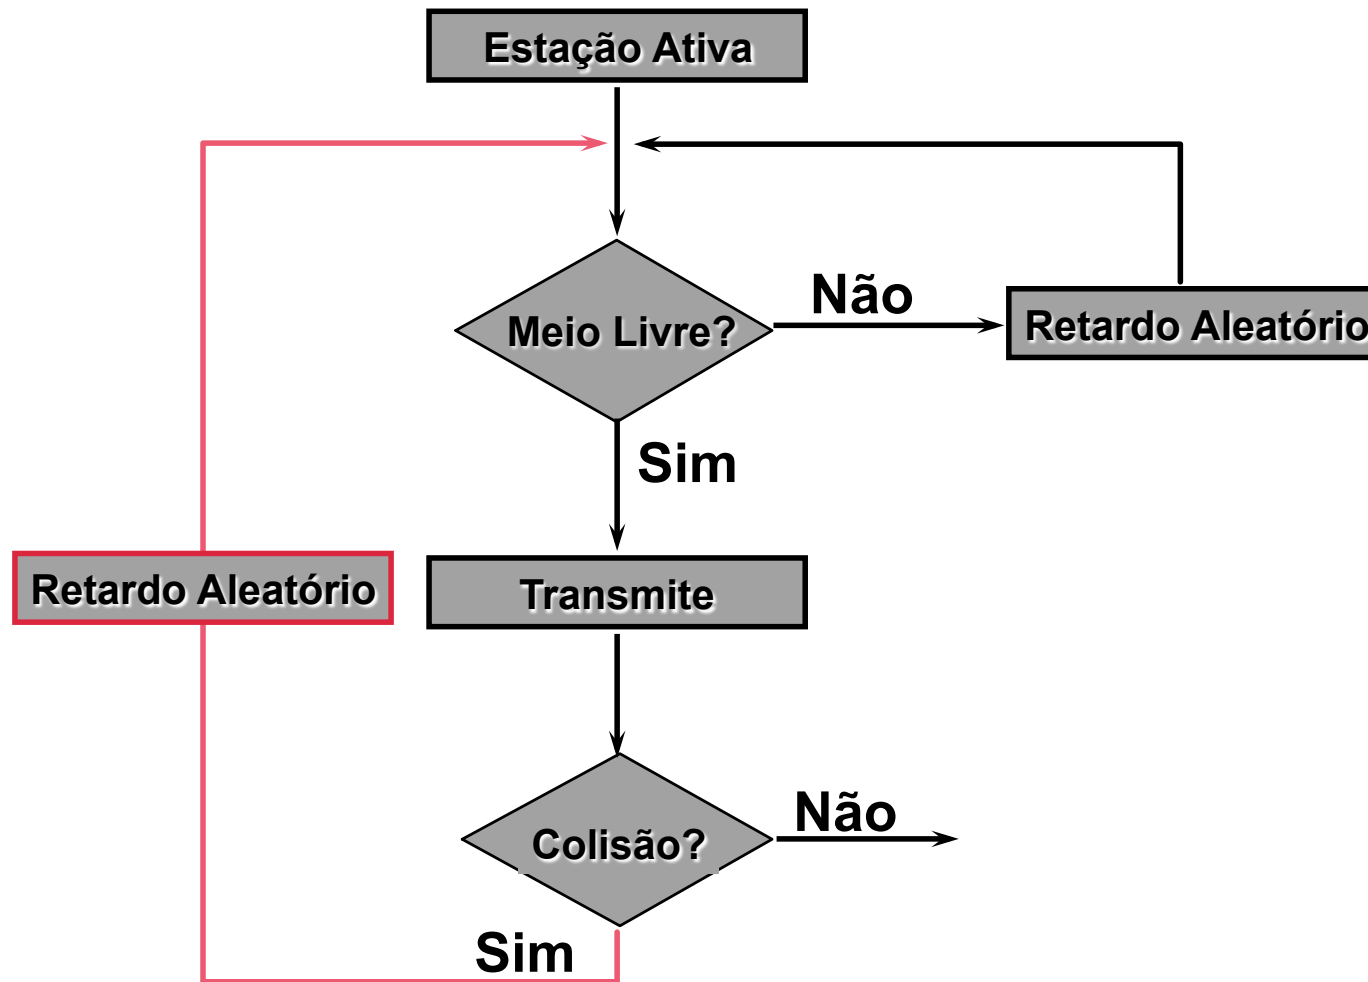 Estação Ativa
Meio Livre?
Não
Retardo Aleatório
Sim
Retardo Aleatório
Transmite
Colisão?
Não
Sim